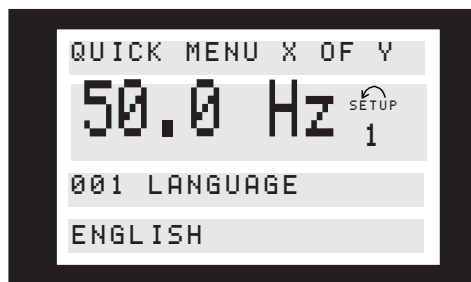 QUICK MENU X OF Y
50.0 Hz SETUP
1
001 LANGUAGE
ENGLISH